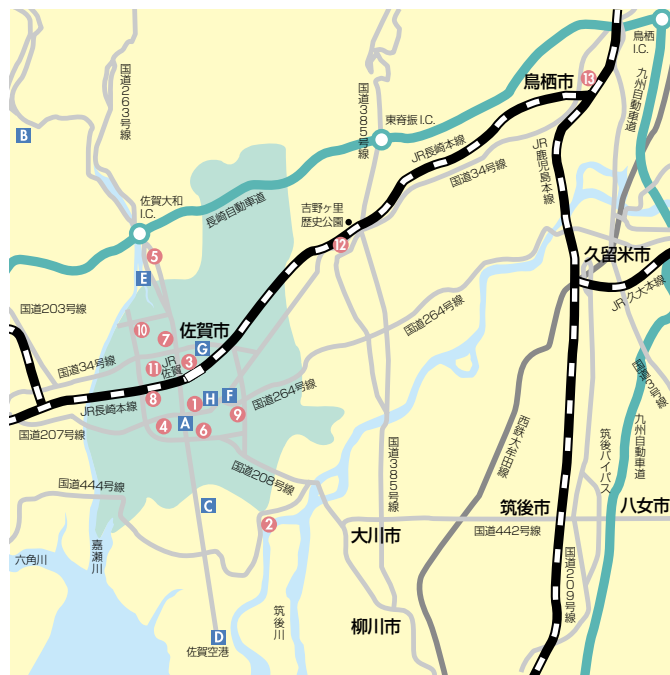 鳥栖
I.C.
国道263号線
国道385号線
鳥栖市
13
九州自動車道
B
東脊振 I.C.
JR長崎本線
国道34号線
JR鹿児島本線
佐賀大和
I.C.
長崎自動車道
吉野ヶ里
歴史公園
12
久留米市
5
E
JR久大本線
国道203号線
10
7
佐賀市
G
国道264号線
国道34号線
11
JR
佐賀
3
国道3号線
8
1
H
F
国道264号線
JR長崎本線
9
4
A
6
国道207号線
西鉄大牟田線
筑後バイパス
九州自動車道
国道385号線
国道208号線
国道444号線
C
筑後市
八女市
2
大川市
国道442号線
嘉瀬川
六角川
国道209号線
筑後川
柳川市
D
佐賀空港